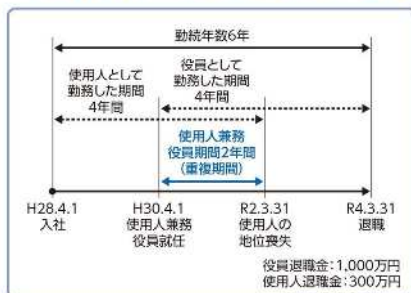 勤続年数6年
使用人として
勤務した期間
4年間
役員として
勤務した期間
4年間
使用人兼務
役員期間2年間
(重複期間)
H28.4.1
入社
H30.4.1
使用人兼務
役員就任
R2.3.31
使用人の
地位喪失
R4.3.31
退職
役員退職金:1,000万円
使用人退職金:300万円